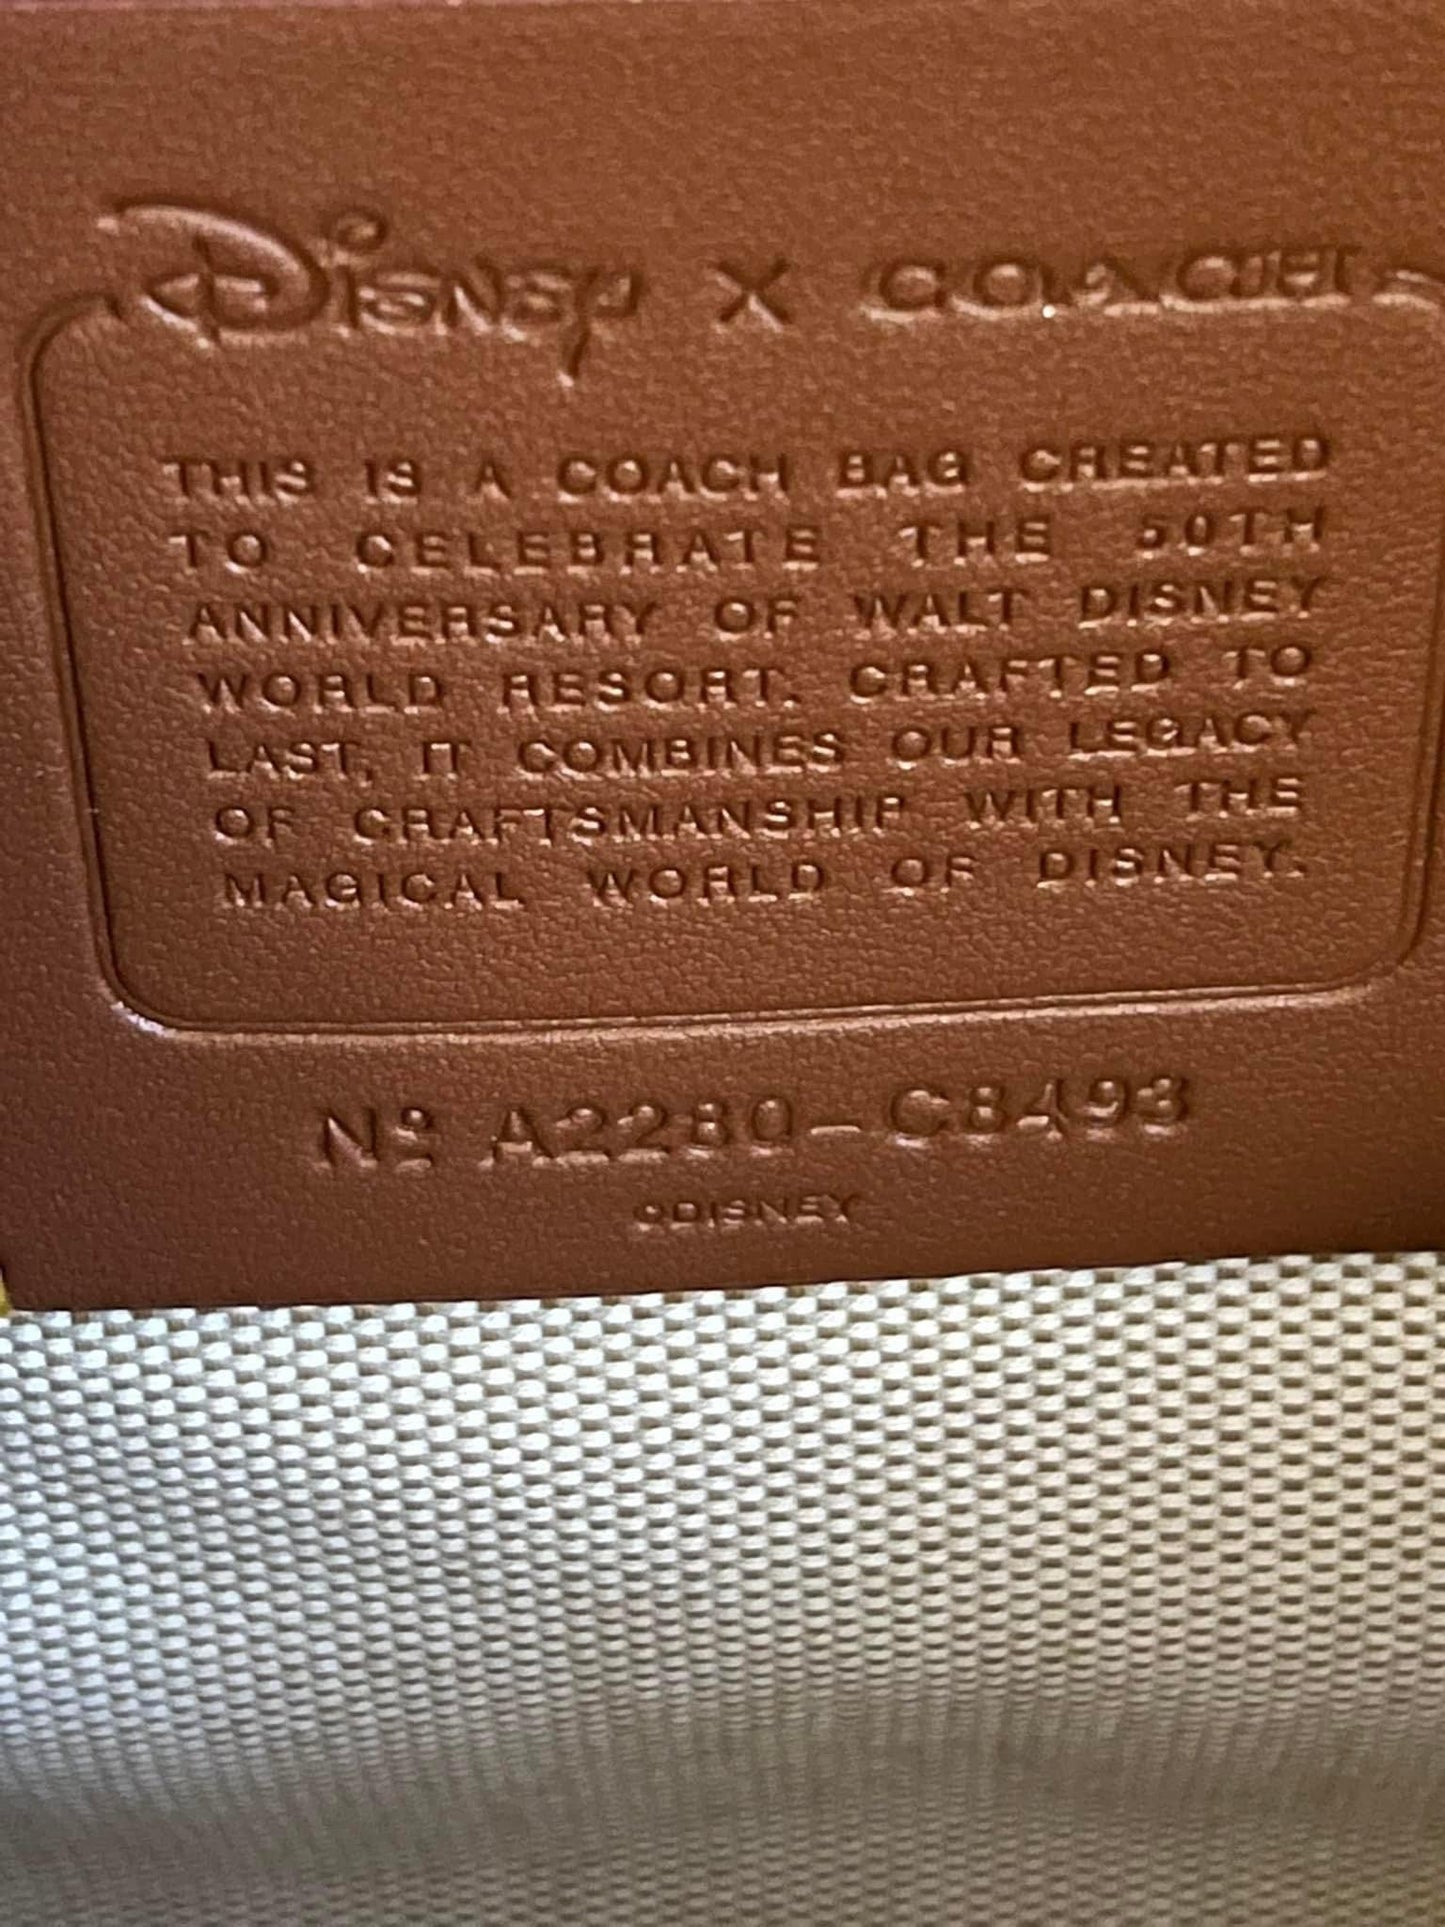 Disney X COACH
THIS IS A COACH BAG CREATED
TO CELEBRATE THE 50TH
ANNIVERSARY OF WALT DISNEY
WORLD RESORT. CRAFTED TO
LAST, IT COMBINES OUR LEGACY
OF CRAFTSMANSHIP WITH THE
MAGICAL WORLD OF DISNEY.
Nº A2280-C8493
©DISNEY